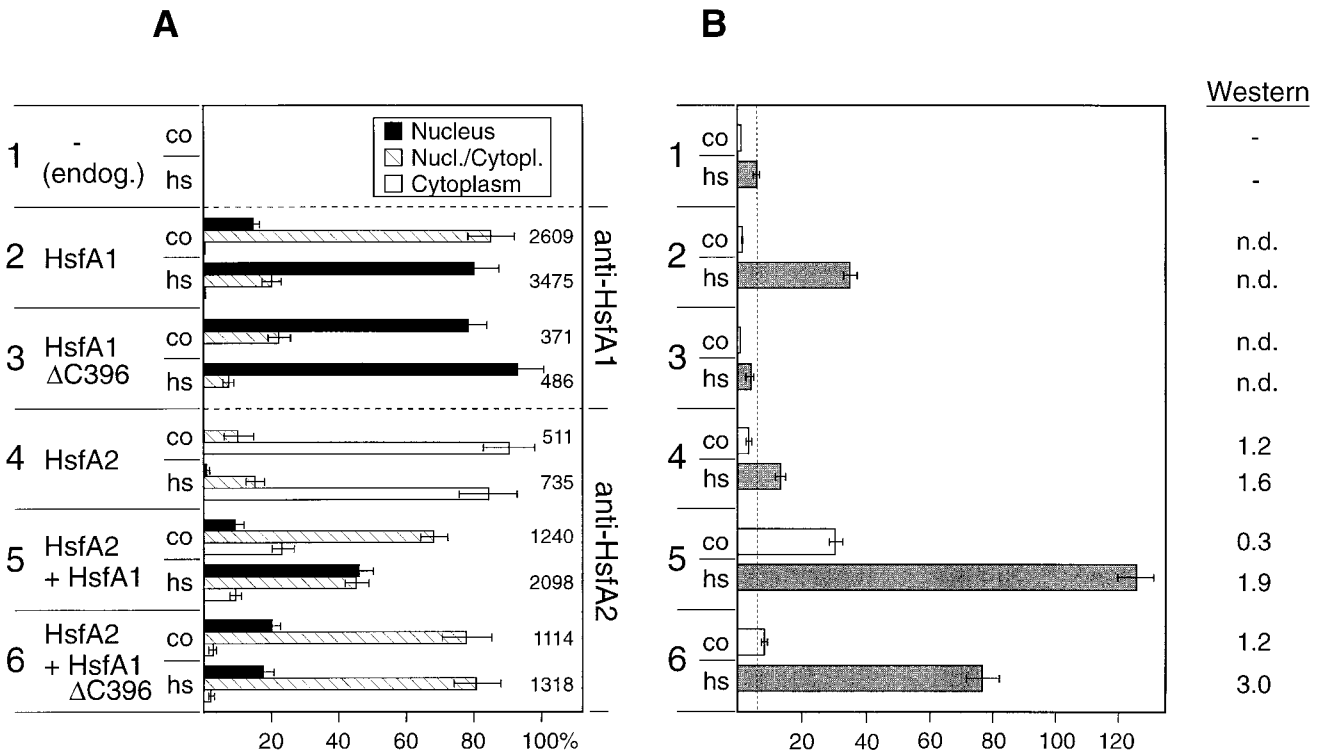 A
B
Western
Nucleus
Nucl./Cytopl.
Cytoplasm
1 - (endog.) co
hs
2 HsfA1 co 2609
hs 3475
3 HsfA1 ΔC396 co 371
hs 486
4 HsfA2 co 511
hs 735
5 HsfA2 + HsfA1 co 1240
hs 2098
6 HsfA2 + HsfA1 ΔC396 co 1114
hs 1318
20 40 60 80 100%
anti-HsfA1
anti-HsfA2
1 co -
hs -
2 co n.d.
hs n.d.
3 co n.d.
hs n.d.
4 co 1.2
hs 1.6
5 co 0.3
hs 1.9
6 co 1.2
hs 3.0
20 40 60 80 100 120